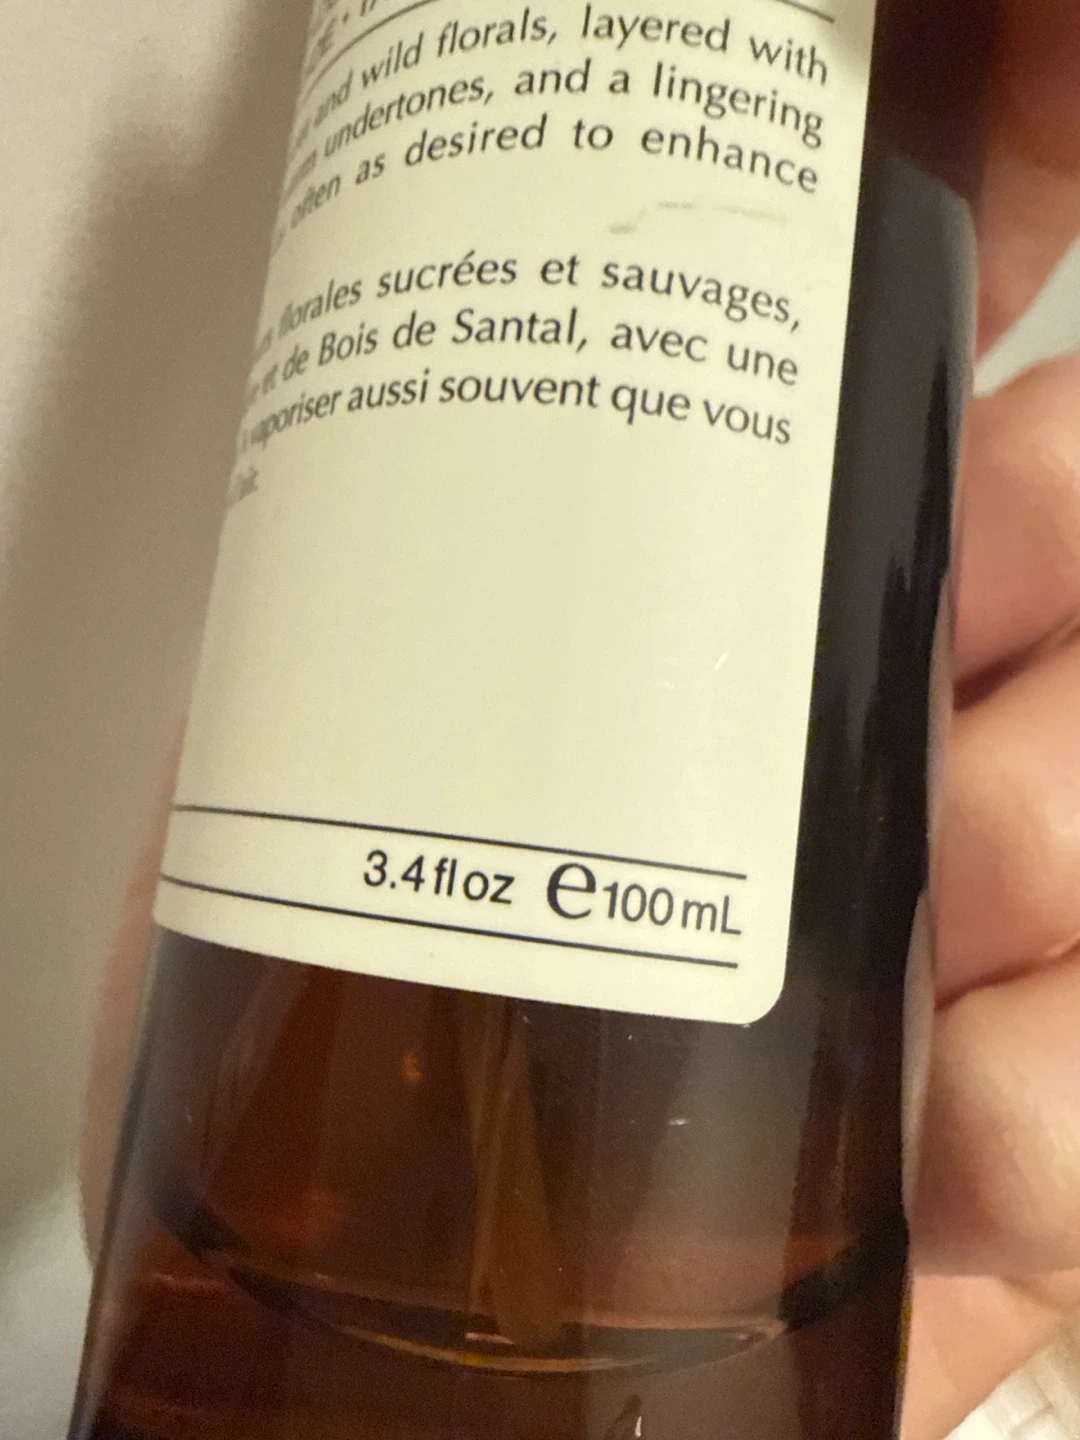 and wild florals, layered with
undertones, and a lingering
often as desired to enhance
florales sucrées et sauvages,
et de Bois de Santal, avec une
vaporiser aussi souvent que vous
3.4 fl oz e 100 mL